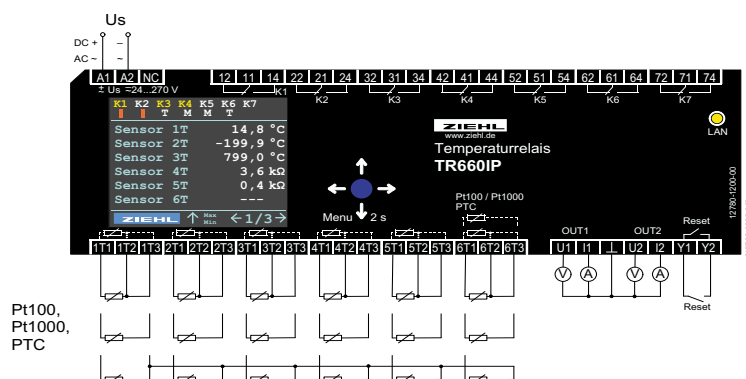 Us
DC + –
AC ~ ~
A1 A2 NC 12 11 14 22 21 24 32 31 34 42 41 44 52 51 54 62 61 64 72 71 74
± Us ≂24...270 V K1 K2 K3 K4 K5 K6 K7
K1 K2 K3 K4 K5 K6 K7
T M M T
Sensor 1T 14,8 °C
Sensor 2T -199,9 °C
Sensor 3T 799,0 °C
Sensor 4T 3,6 kΩ
Sensor 5T 0,4 kΩ
Sensor 6T ---
ZIEHL ↑ Max Min ←1/3→
Menu 2 s
ZIEHL
www.ziehl.de
Temperaturrelais
TR660IP
LAN
Pt100 / Pt1000
PTC
12780-1200-00
OUT1 OUT2 Reset
1T1 1T2 1T3 2T1 2T2 2T3 3T1 3T2 3T3 4T1 4T2 4T3 5T1 5T2 5T3 6T1 6T2 6T3 U1 I1 ⊥ U2 I2 Y1 Y2
V A V A
Reset
Pt100,
Pt1000,
PTC